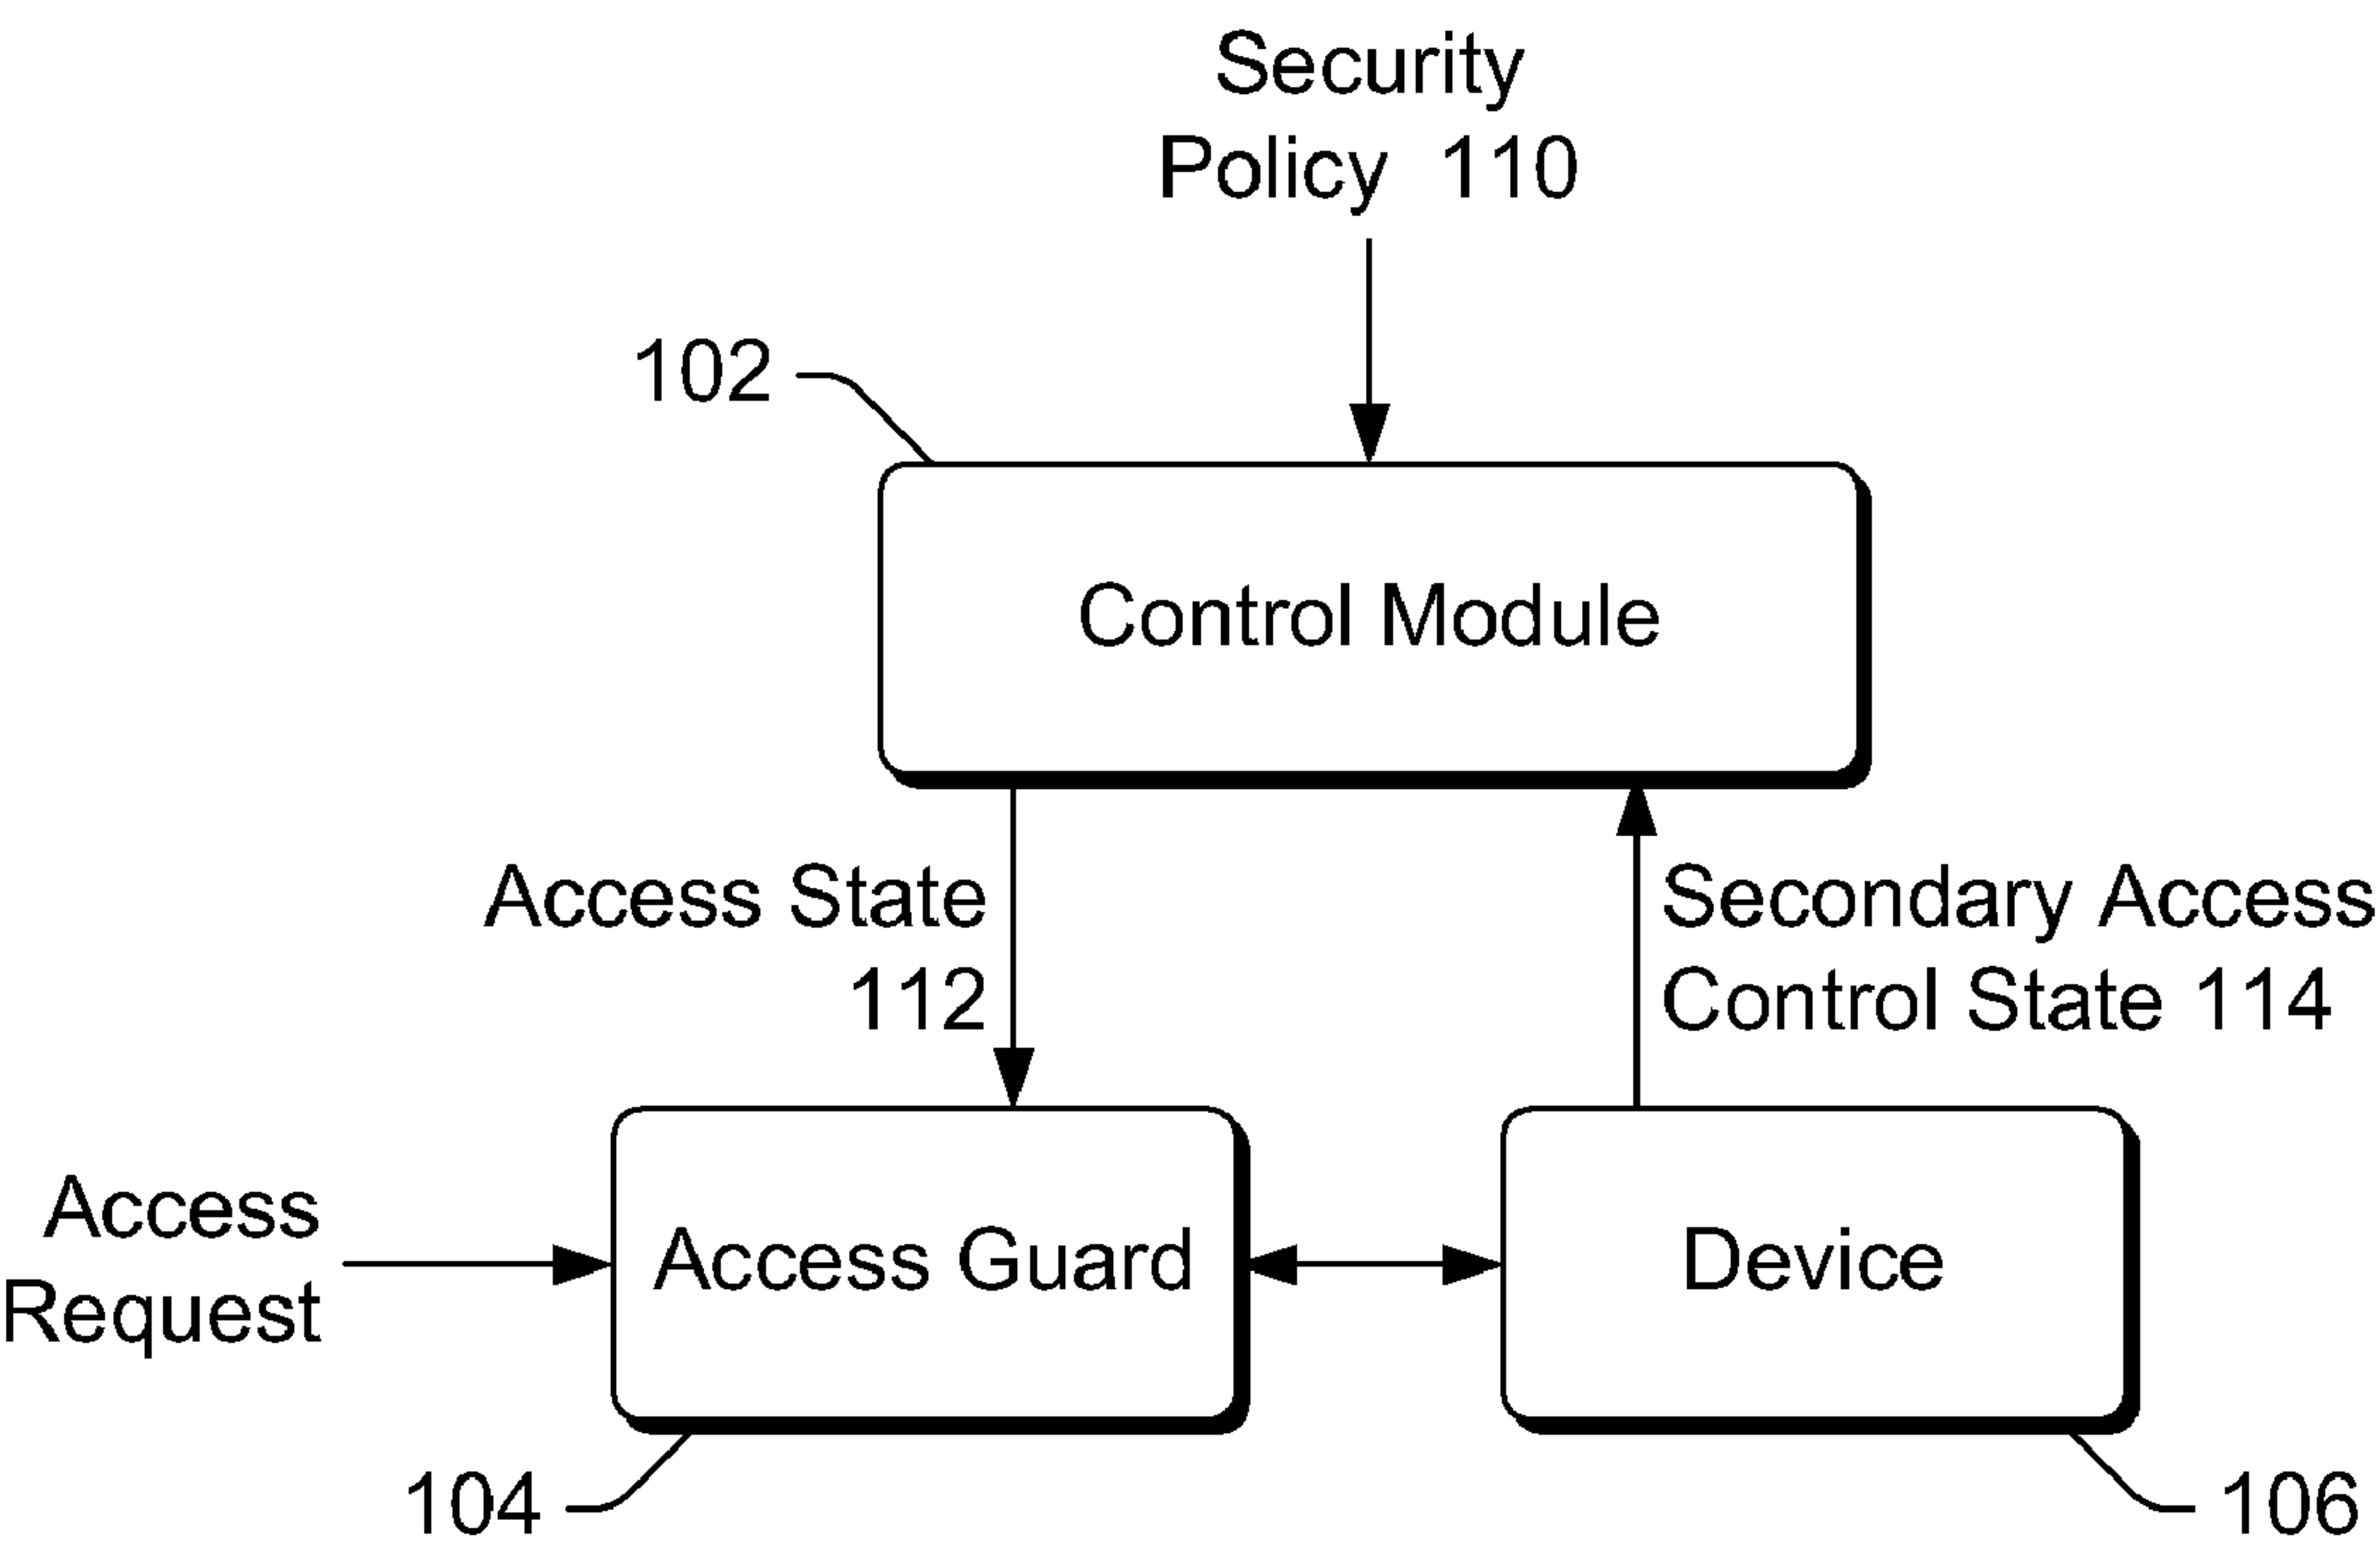 Security
Policy 110
102
Control Module
Access State
112
Secondary Access
Control State 114
Access
Request
Access Guard
Device
104
106